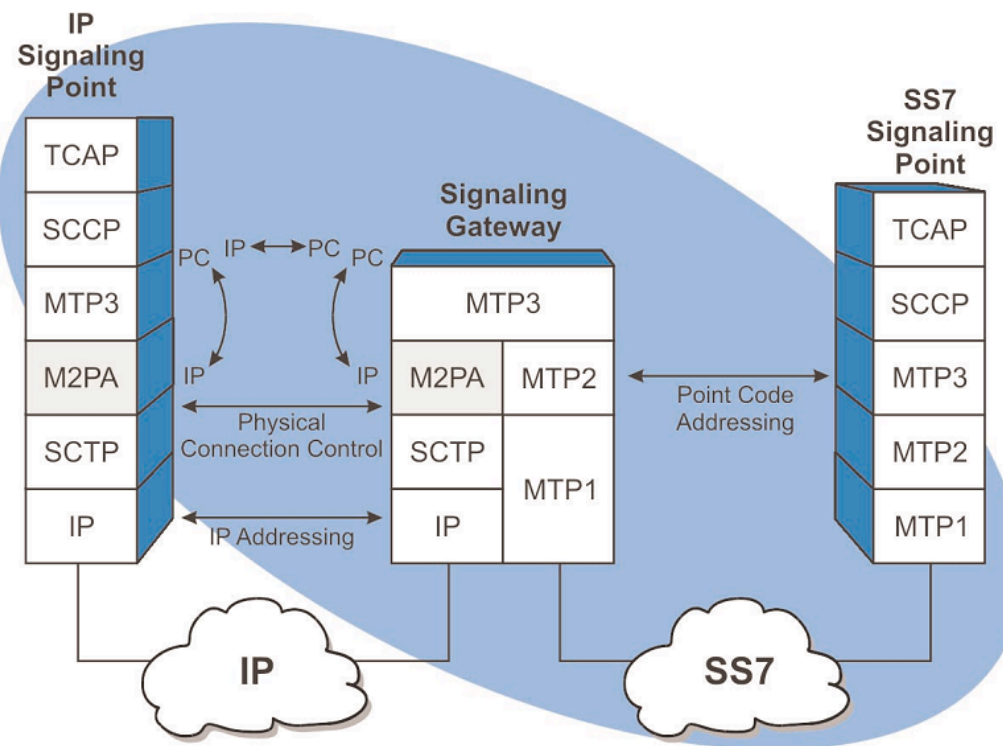 IP
Signaling
Point
TCAP
SCCP
MTP3
M2PA
SCTP
IP
PC
IP
PC
PC
IP
IP
Physical
Connection Control
IP Addressing
Signaling
Gateway
MTP3
M2PA
MTP2
SCTP
MTP1
IP
Point Code
Addressing
SS7
Signaling
Point
TCAP
SCCP
MTP3
MTP2
MTP1
IP
SS7